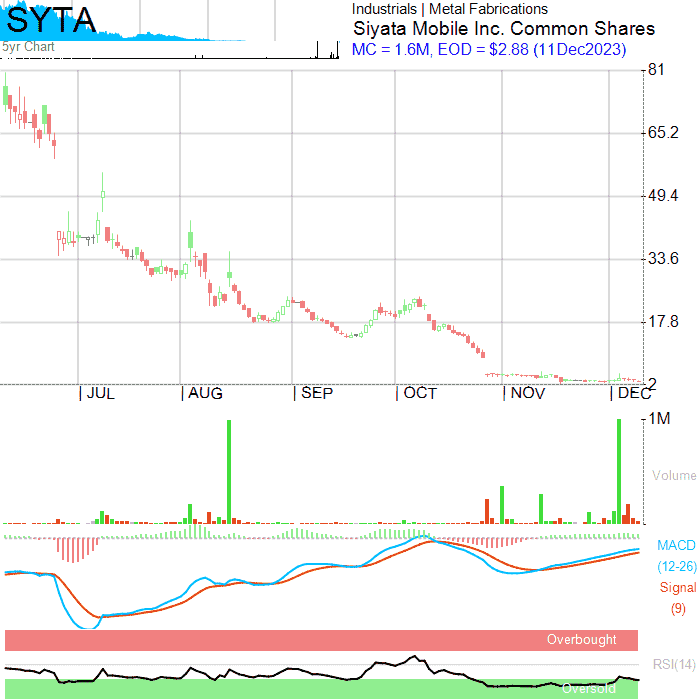 SYTA
5yr Chart
Industrials | Metal Fabrications
Siyata Mobile Inc. Common Shares
MC = 1.6M, EOD = $2.88 (11Dec2023)
81
65.2
49.4
33.6
17.8
2
JUL AUG SEP OCT NOV DEC
1M
Volume
MACD
(12-26)
Signal
(9)
Overbought
RSI(14)
Oversold